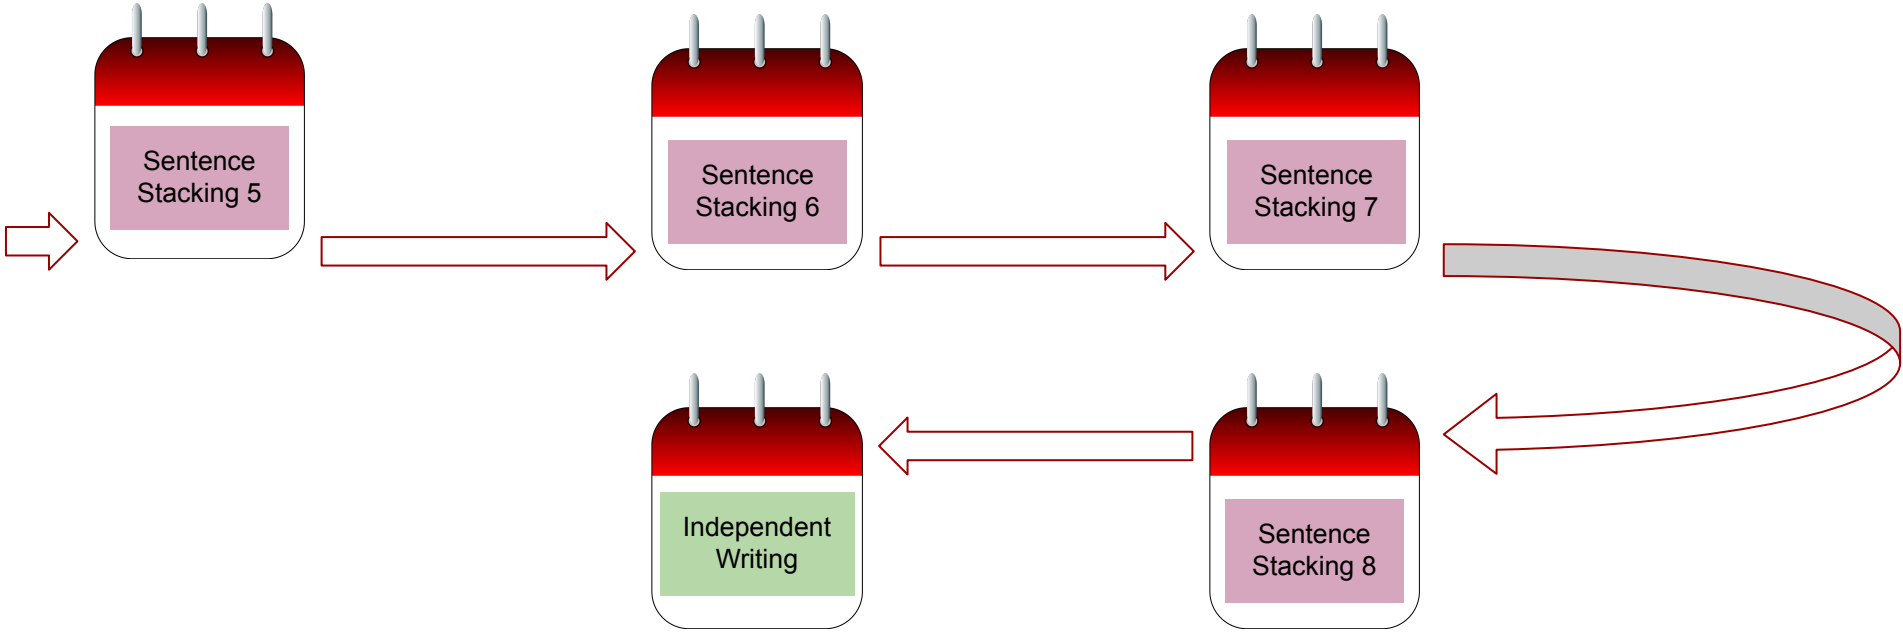 Sentence
Stacking 5
Sentence
Stacking 6
Sentence
Stacking 7
Sentence
Stacking 8
Independent
Writing